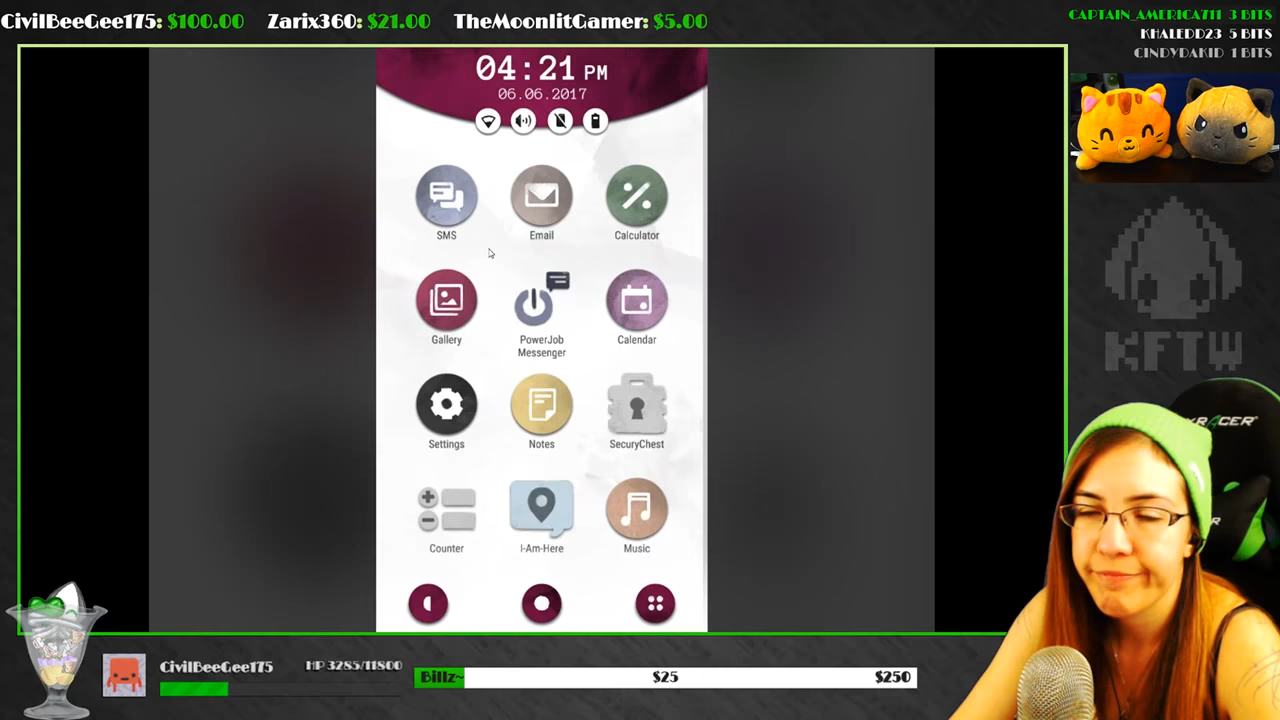 CivilBeeGee175: $100.00 Zarix360: $21.00 TheMoonlitGamer: $5.00
CAPTAIN_AMERICA711 3 BITS
KHALEDD23 5 BITS
CINDYDAKID 1 BITS
04:21 PM
06.06.2017
SMS Email Calculator
Gallery PowerJob Messenger Calendar
Settings Notes SecuryChest
Counter I-Am-Here Music
KFTW
RACER
CivilBeeGee175 HP 3285/11800
Billz~ $25 $250